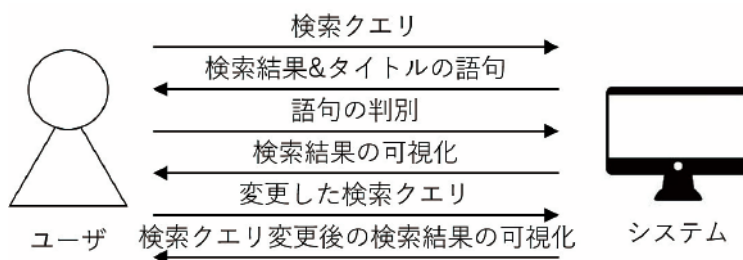 検索クエリ
検索結果&タイトルの語句
語句の判別
検索結果の可視化
変更した検索クエリ
検索クエリ変更後の検索結果の可視化
ユーザ
システム